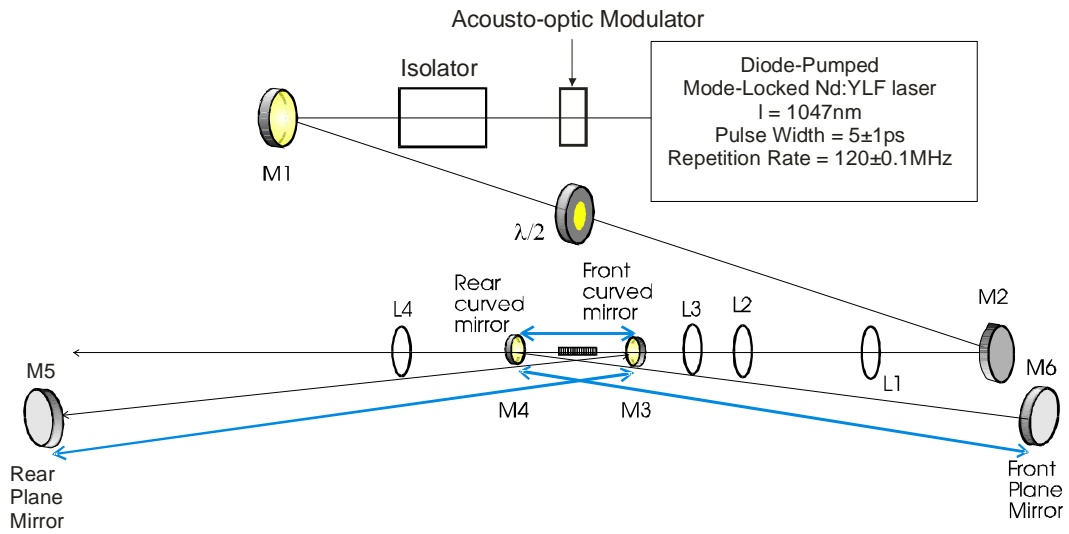 Acousto-optic Modulator
Isolator
Diode-Pumped
Mode-Locked Nd:YLF laser
l = 1047nm
Pulse Width = 5±1ps
Repetition Rate = 120±0.1MHz
M1
λ/2
Rear
curved
mirror
Front
curved
mirror
L4
L3
L2
M2
M5
L1
M6
M4
M3
Rear
Plane
Mirror
Front
Plane
Mirror